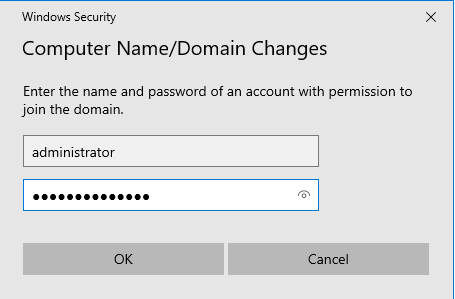 Windows Security
Computer Name/Domain Changes
Enter the name and password of an account with permission to
join the domain.
administrator
●●●●●●●●●●●●●●
OK
Cancel